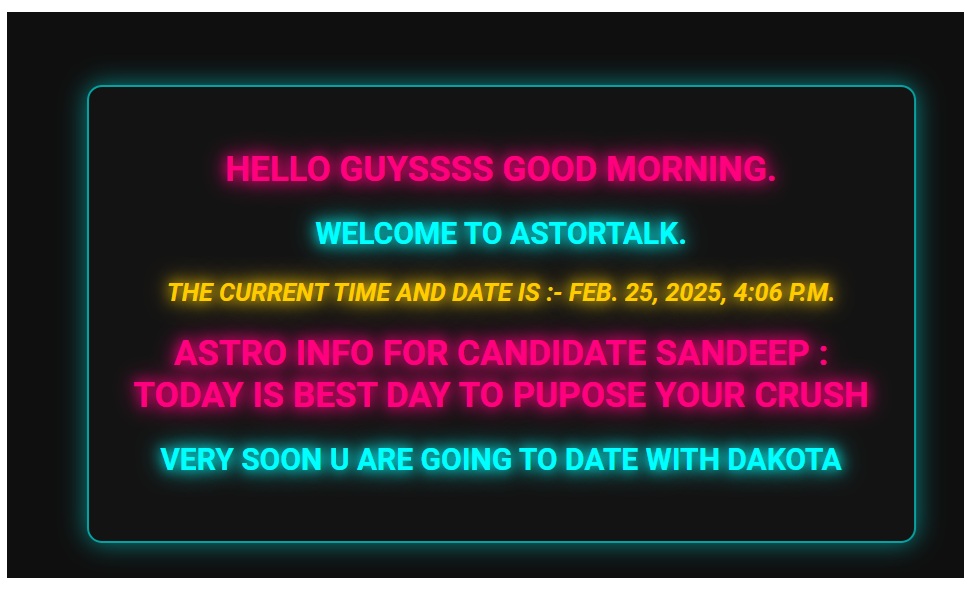 HELLO GUYSSSS GOOD MORNING.
WELCOME TO ASTORTALK.
THE CURRENT TIME AND DATE IS :- FEB. 25, 2025, 4:06 P.M.
ASTRO INFO FOR CANDIDATE SANDEEP :
TODAY IS BEST DAY TO PUPOSE YOUR CRUSH
VERY SOON U ARE GOING TO DATE WITH DAKOTA